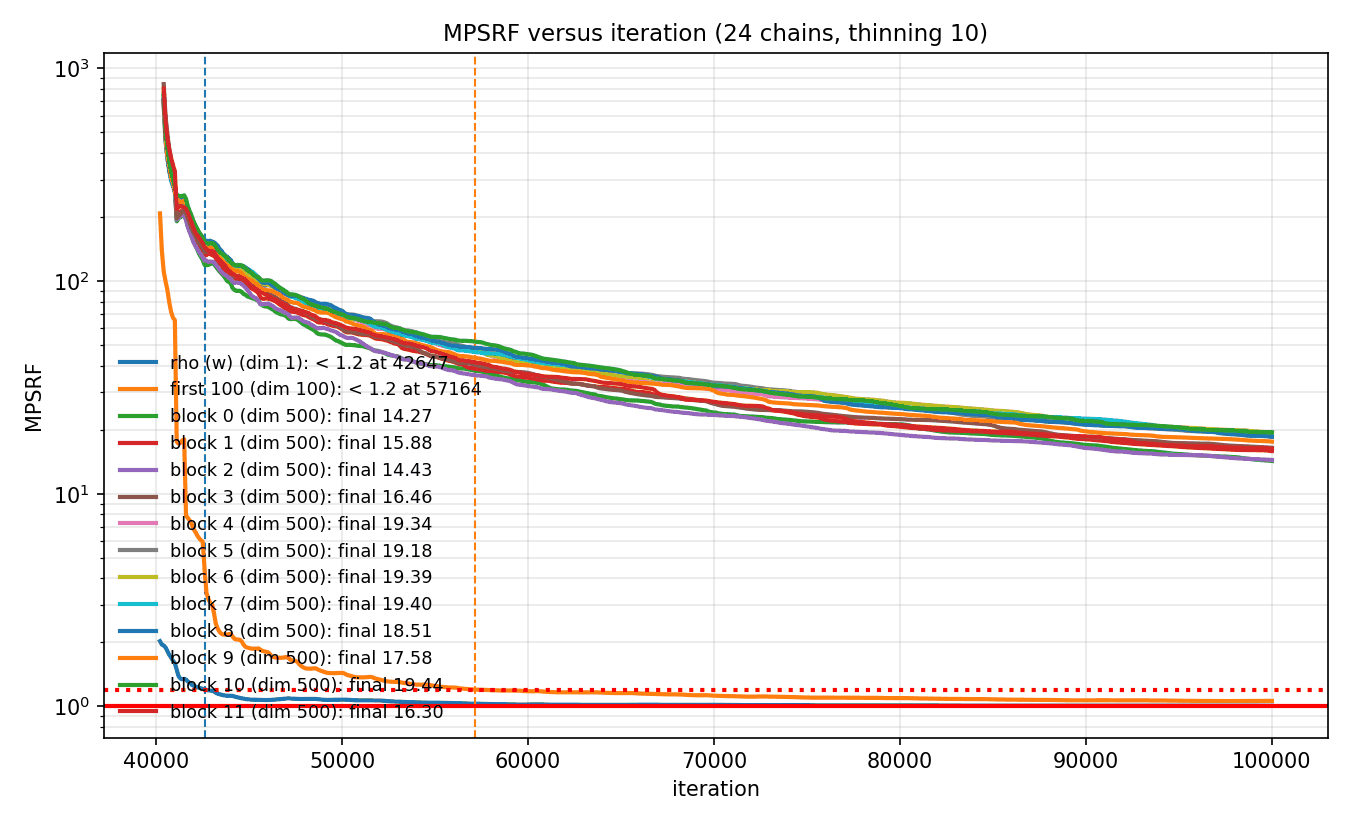 MPSRF versus iteration (24 chains, thinning 10)
MPSRF
10³
10²
10¹
10⁰
rho (w) (dim 1): < 1.2 at 42647
first 100 (dim 100): < 1.2 at 57164
block 0 (dim 500): final 14.27
block 1 (dim 500): final 15.88
block 2 (dim 500): final 14.43
block 3 (dim 500): final 16.46
block 4 (dim 500): final 19.34
block 5 (dim 500): final 19.18
block 6 (dim 500): final 19.39
block 7 (dim 500): final 19.40
block 8 (dim 500): final 18.51
block 9 (dim 500): final 17.58
block 10 (dim 500): final 19.44
block 11 (dim 500): final 16.30
40000 50000 60000 70000 80000 90000 100000
iteration